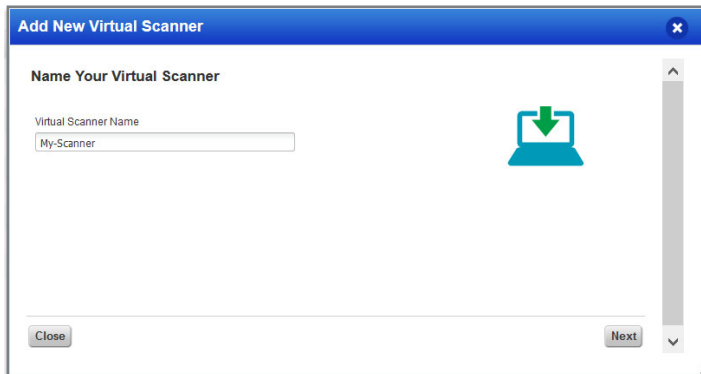 Add New Virtual Scanner
Name Your Virtual Scanner
Virtual Scanner Name
My-Scanner
Close
Next